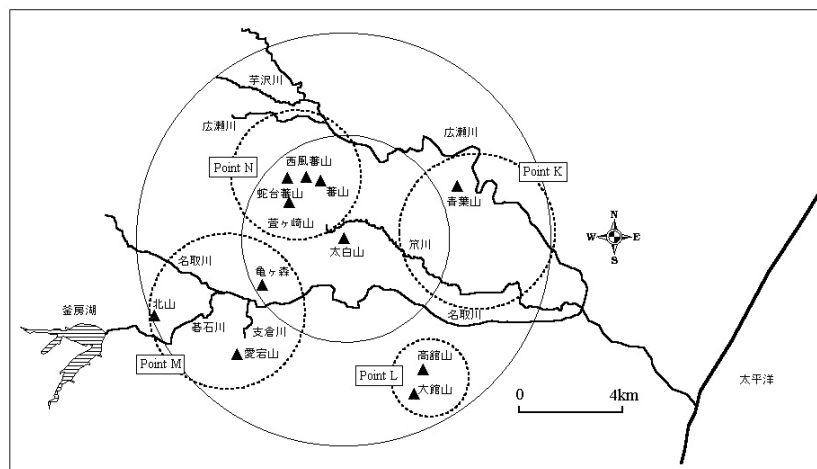 芋沢川
広瀬川
広瀬川
Point N
西風蕃山
蛇台蕃山
蕃山
萱ヶ崎山
Point K
青葉山
N
W
E
S
太白山
笊川
名取川
亀ヶ森
釜房湖
北山
碁石川
支倉川
名取川
Point M
愛宕山
高館山
Point L
大館山
太平洋
0
4km